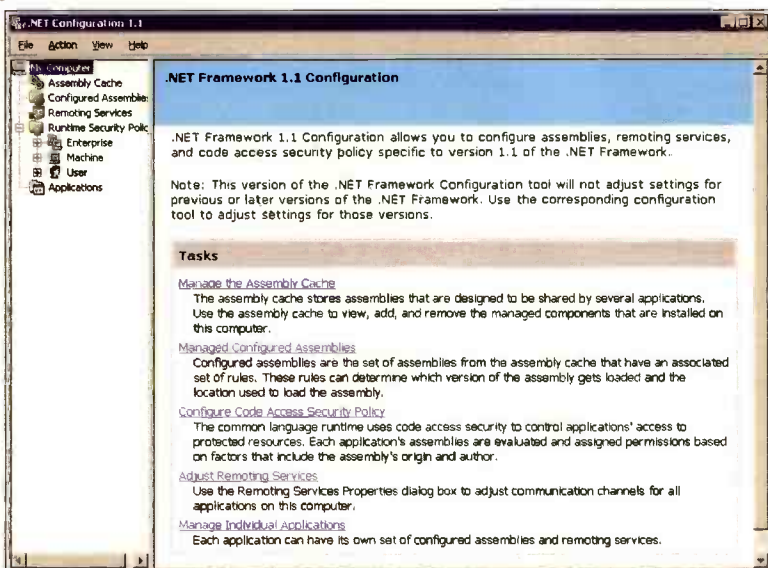 .NET Configuration 1.1
File Action View Help
My Computer
Assembly Cache
Configured Assemblies
Remoting Services
Runtime Security Polic
Enterprise
Machine
User
Applications
.NET Framework 1.1 Configuration
.NET Framework 1.1 Configuration allows you to configure assemblies, remoting services,
and code access security policy specific to version 1.1 of the .NET Framework.
Note: This version of the .NET Framework Configuration tool will not adjust settings for
previous or later versions of the .NET Framework. Use the corresponding configuration
tool to adjust settings for those versions.
Tasks
Manage the Assembly Cache
The assembly cache stores assemblies that are designed to be shared by several applications.
Use the assembly cache to view, add, and remove the managed components that are installed on
this computer.
Managed Configured Assemblies
Configured assemblies are the set of assemblies from the assembly cache that have an associated
set of rules. These rules can determine which version of the assembly gets loaded and the
location used to load the assembly.
Configure Code Access Security Policy
The common language runtime uses code access security to control applications' access to
protected resources. Each application's assemblies are evaluated and assigned permissions based
on factors that include the assembly's origin and author.
Adjust Remoting Services
Use the Remoting Services Properties dialog box to adjust communication channels for all
applications on this computer.
Manage Individual Applications
Each application can have its own set of configured assemblies and remoting services.